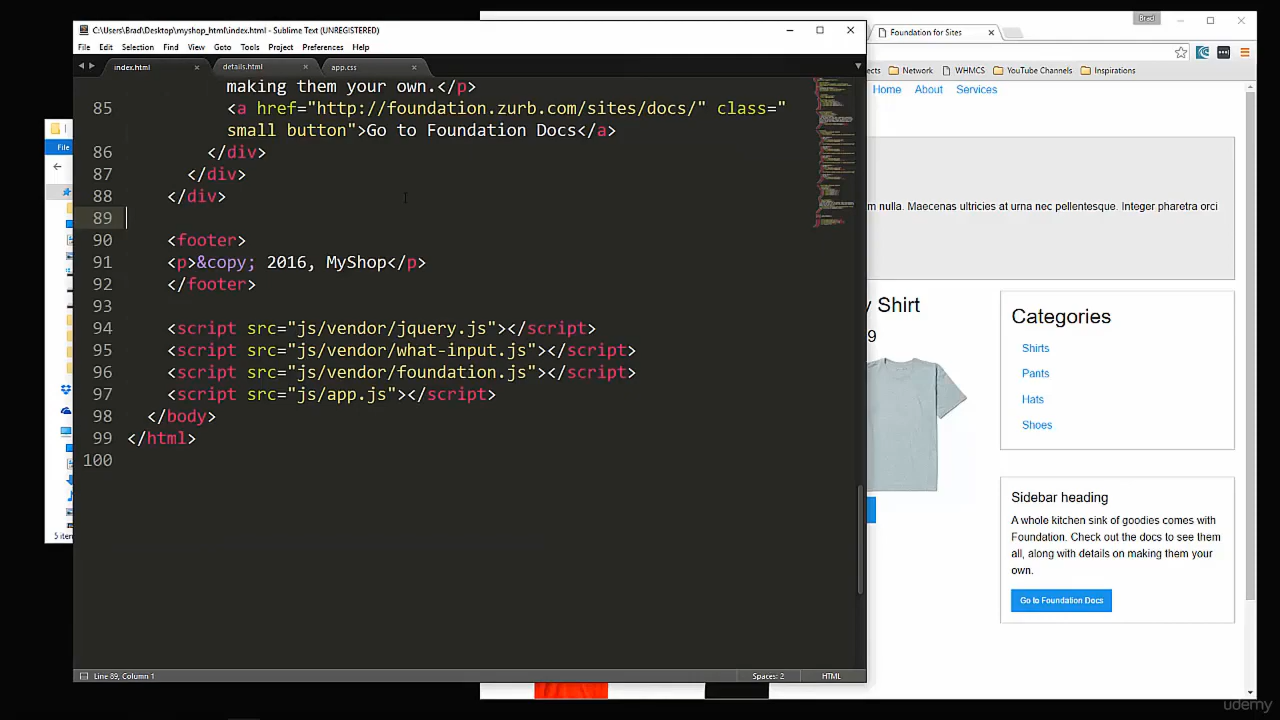 C:\Users\Brad\Desktop\myshop_html\index.html - Sublime Text (UNREGISTERED)
File Edit Selection Find View Goto Tools Project Preferences Help
index.html × details.html × app.css ×
making them your own.</p>
85 <a href="http://foundation.zurb.com/sites/docs/" class="
small button">Go to Foundation Docs</a>
86 </div>
87 </div>
88 </div>
89
90 <footer>
91 <p>&copy; 2016, MyShop</p>
92 </footer>
93
94 <script src="js/vendor/jquery.js"></script>
95 <script src="js/vendor/what-input.js"></script>
96 <script src="js/vendor/foundation.js"></script>
97 <script src="js/app.js"></script>
98 </body>
99 </html>
100
Line 89, Column 1 Spaces: 2 HTML
File
5 item
Brad
Foundation for Sites ×
Network WHMCS YouTube Channels Inspirations
Home About Services
m nulla. Maecenas ultricies at urna nec pellentesque. Integer pharetra orci
y Shirt
9
Categories
Shirts
Pants
Hats
Shoes
Sidebar heading
A whole kitchen sink of goodies comes with
Foundation. Check out the docs to see them
all, along with details on making them your
own.
Go to Foundation Docs
udemy